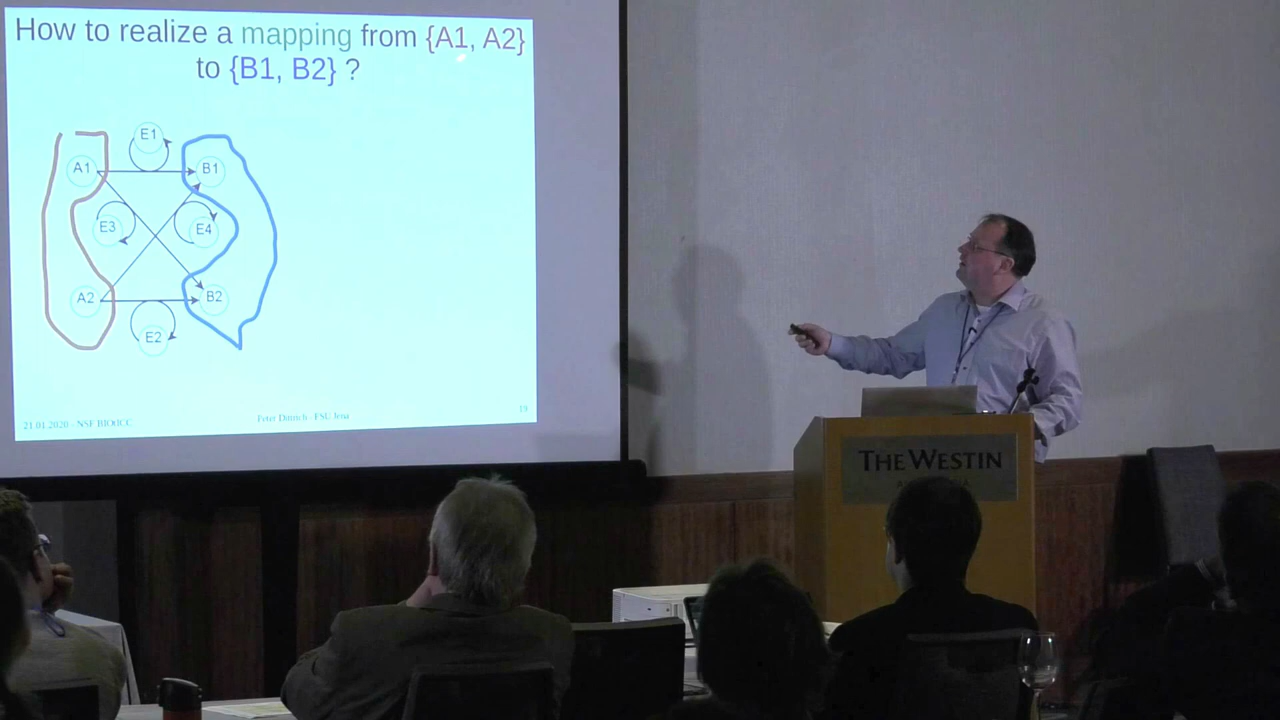 How to realize a mapping from {A1, A2}
to {B1, B2} ?
E1
A1
B1
E3
E4
A2
B2
E2
21.01.2020 - NSF BIOICC
Peter Dittrich - FSU Jena
19
THE WESTIN